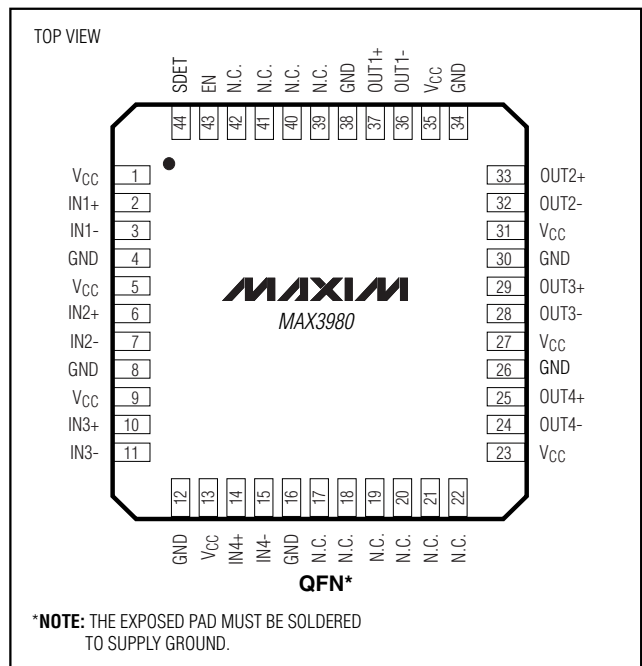 TOP VIEW
SDET
EN
N.C.
N.C.
N.C.
N.C.
GND
OUT1+
OUT1-
VCC
GND
44
43
42
41
40
39
38
37
36
35
34
VCC 1
IN1+ 2
IN1- 3
GND 4
VCC 5
IN2+ 6
IN2- 7
GND 8
VCC 9
IN3+ 10
IN3- 11
MAXIM
MAX3980
33 OUT2+
32 OUT2-
31 VCC
30 GND
29 OUT3+
28 OUT3-
27 VCC
26 GND
25 OUT4+
24 OUT4-
23 VCC
12
13
14
15
16
17
18
19
20
21
22
GND
VCC
IN4+
IN4-
GND
N.C.
N.C.
N.C.
N.C.
N.C.
N.C.
QFN*
*NOTE: THE EXPOSED PAD MUST BE SOLDERED
TO SUPPLY GROUND.